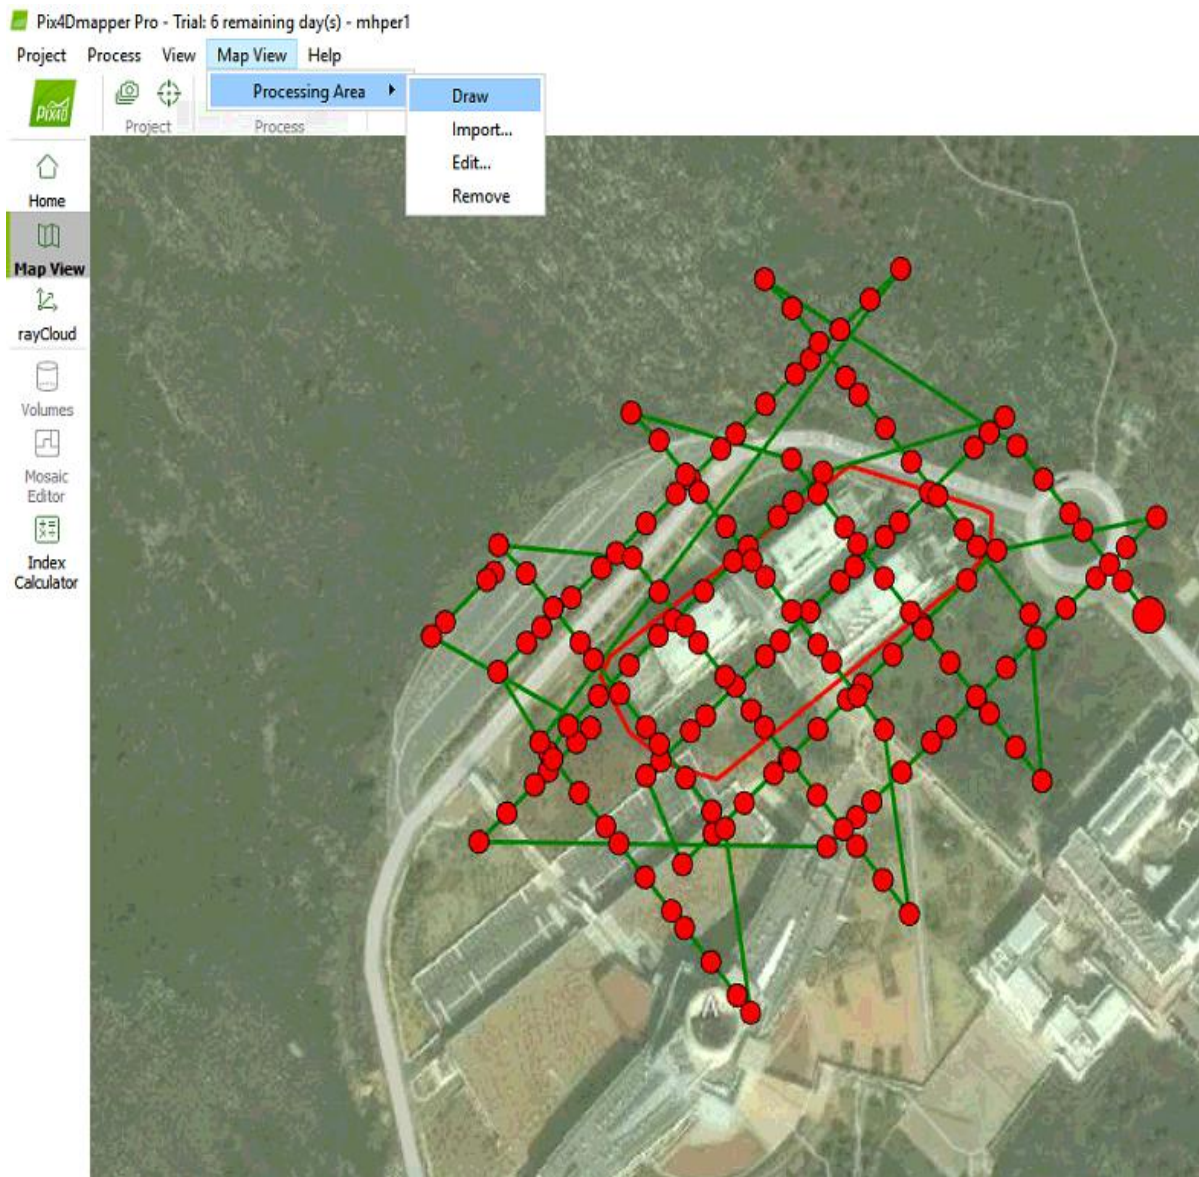 Pix4Dmapper Pro - Trial: 6 remaining day(s) - mhper1
Project Process View Map View Help
PIX4D
Processing Area
Draw
Import...
Edit...
Remove
Project Process
Home
Map View
rayCloud
Volumes
Mosaic
Editor
Index
Calculator